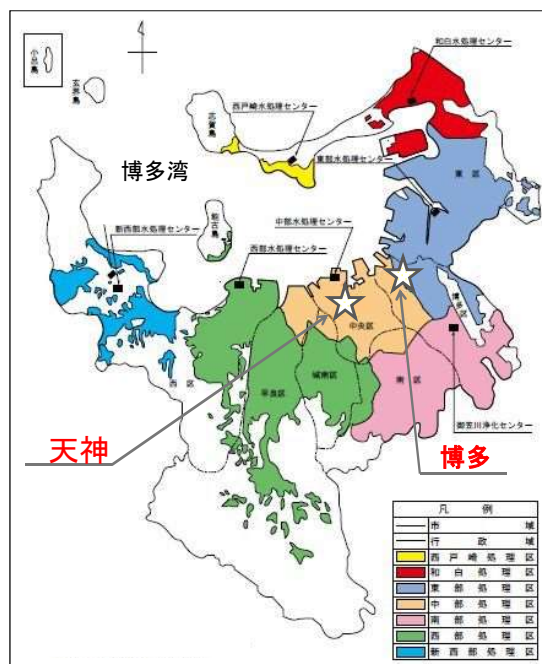 小呂島
玄界島
志賀島
和白水処理センター
西戸崎水処理センター
東部水処理センター
博多湾
能古島
東区
新西部水処理センター
中部水処理センター
西部水処理センター
博多区
中央区
西区
城南区
南区
早良区
御笠川浄化センター
天神
博多
凡例
市域
行政域
西戸崎処理区
和白処理区
東部処理区
中部処理区
南部処理区
西部処理区
新西部処理区